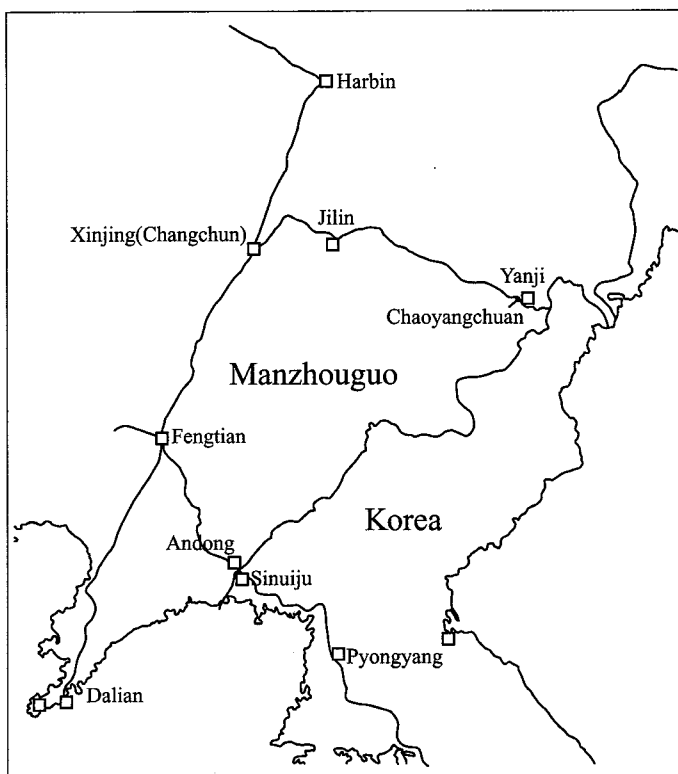 Harbin
Jilin
Xinjing(Changchun)
Yanji
Chaoyangchuan
Manzhouguo
Fengtian
Korea
Andong
Sinuiju
Pyongyang
Dalian